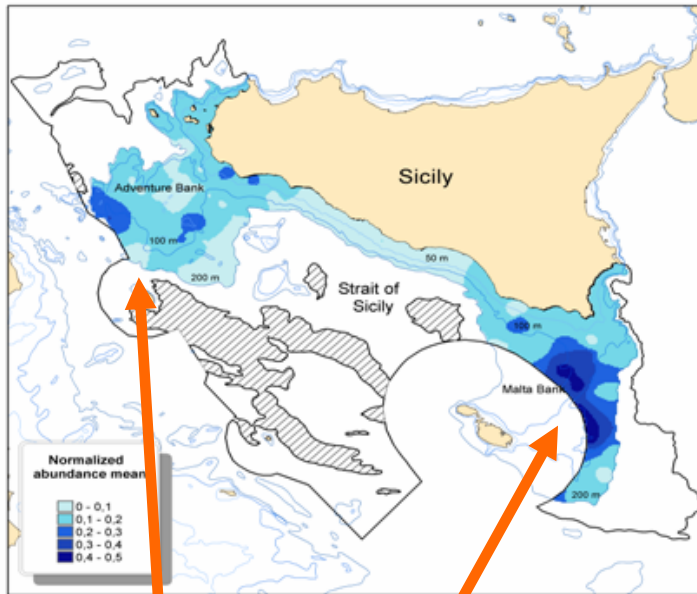 Sicily
Adventure Bank
100 m
200 m
50 m
Strait of
Sicily
100 m
Malta Bank
200 m
Normalized
abundance mean
0 - 0,1
0,1 - 0,2
0,2 - 0,3
0,3 - 0,4
0,4 - 0,5